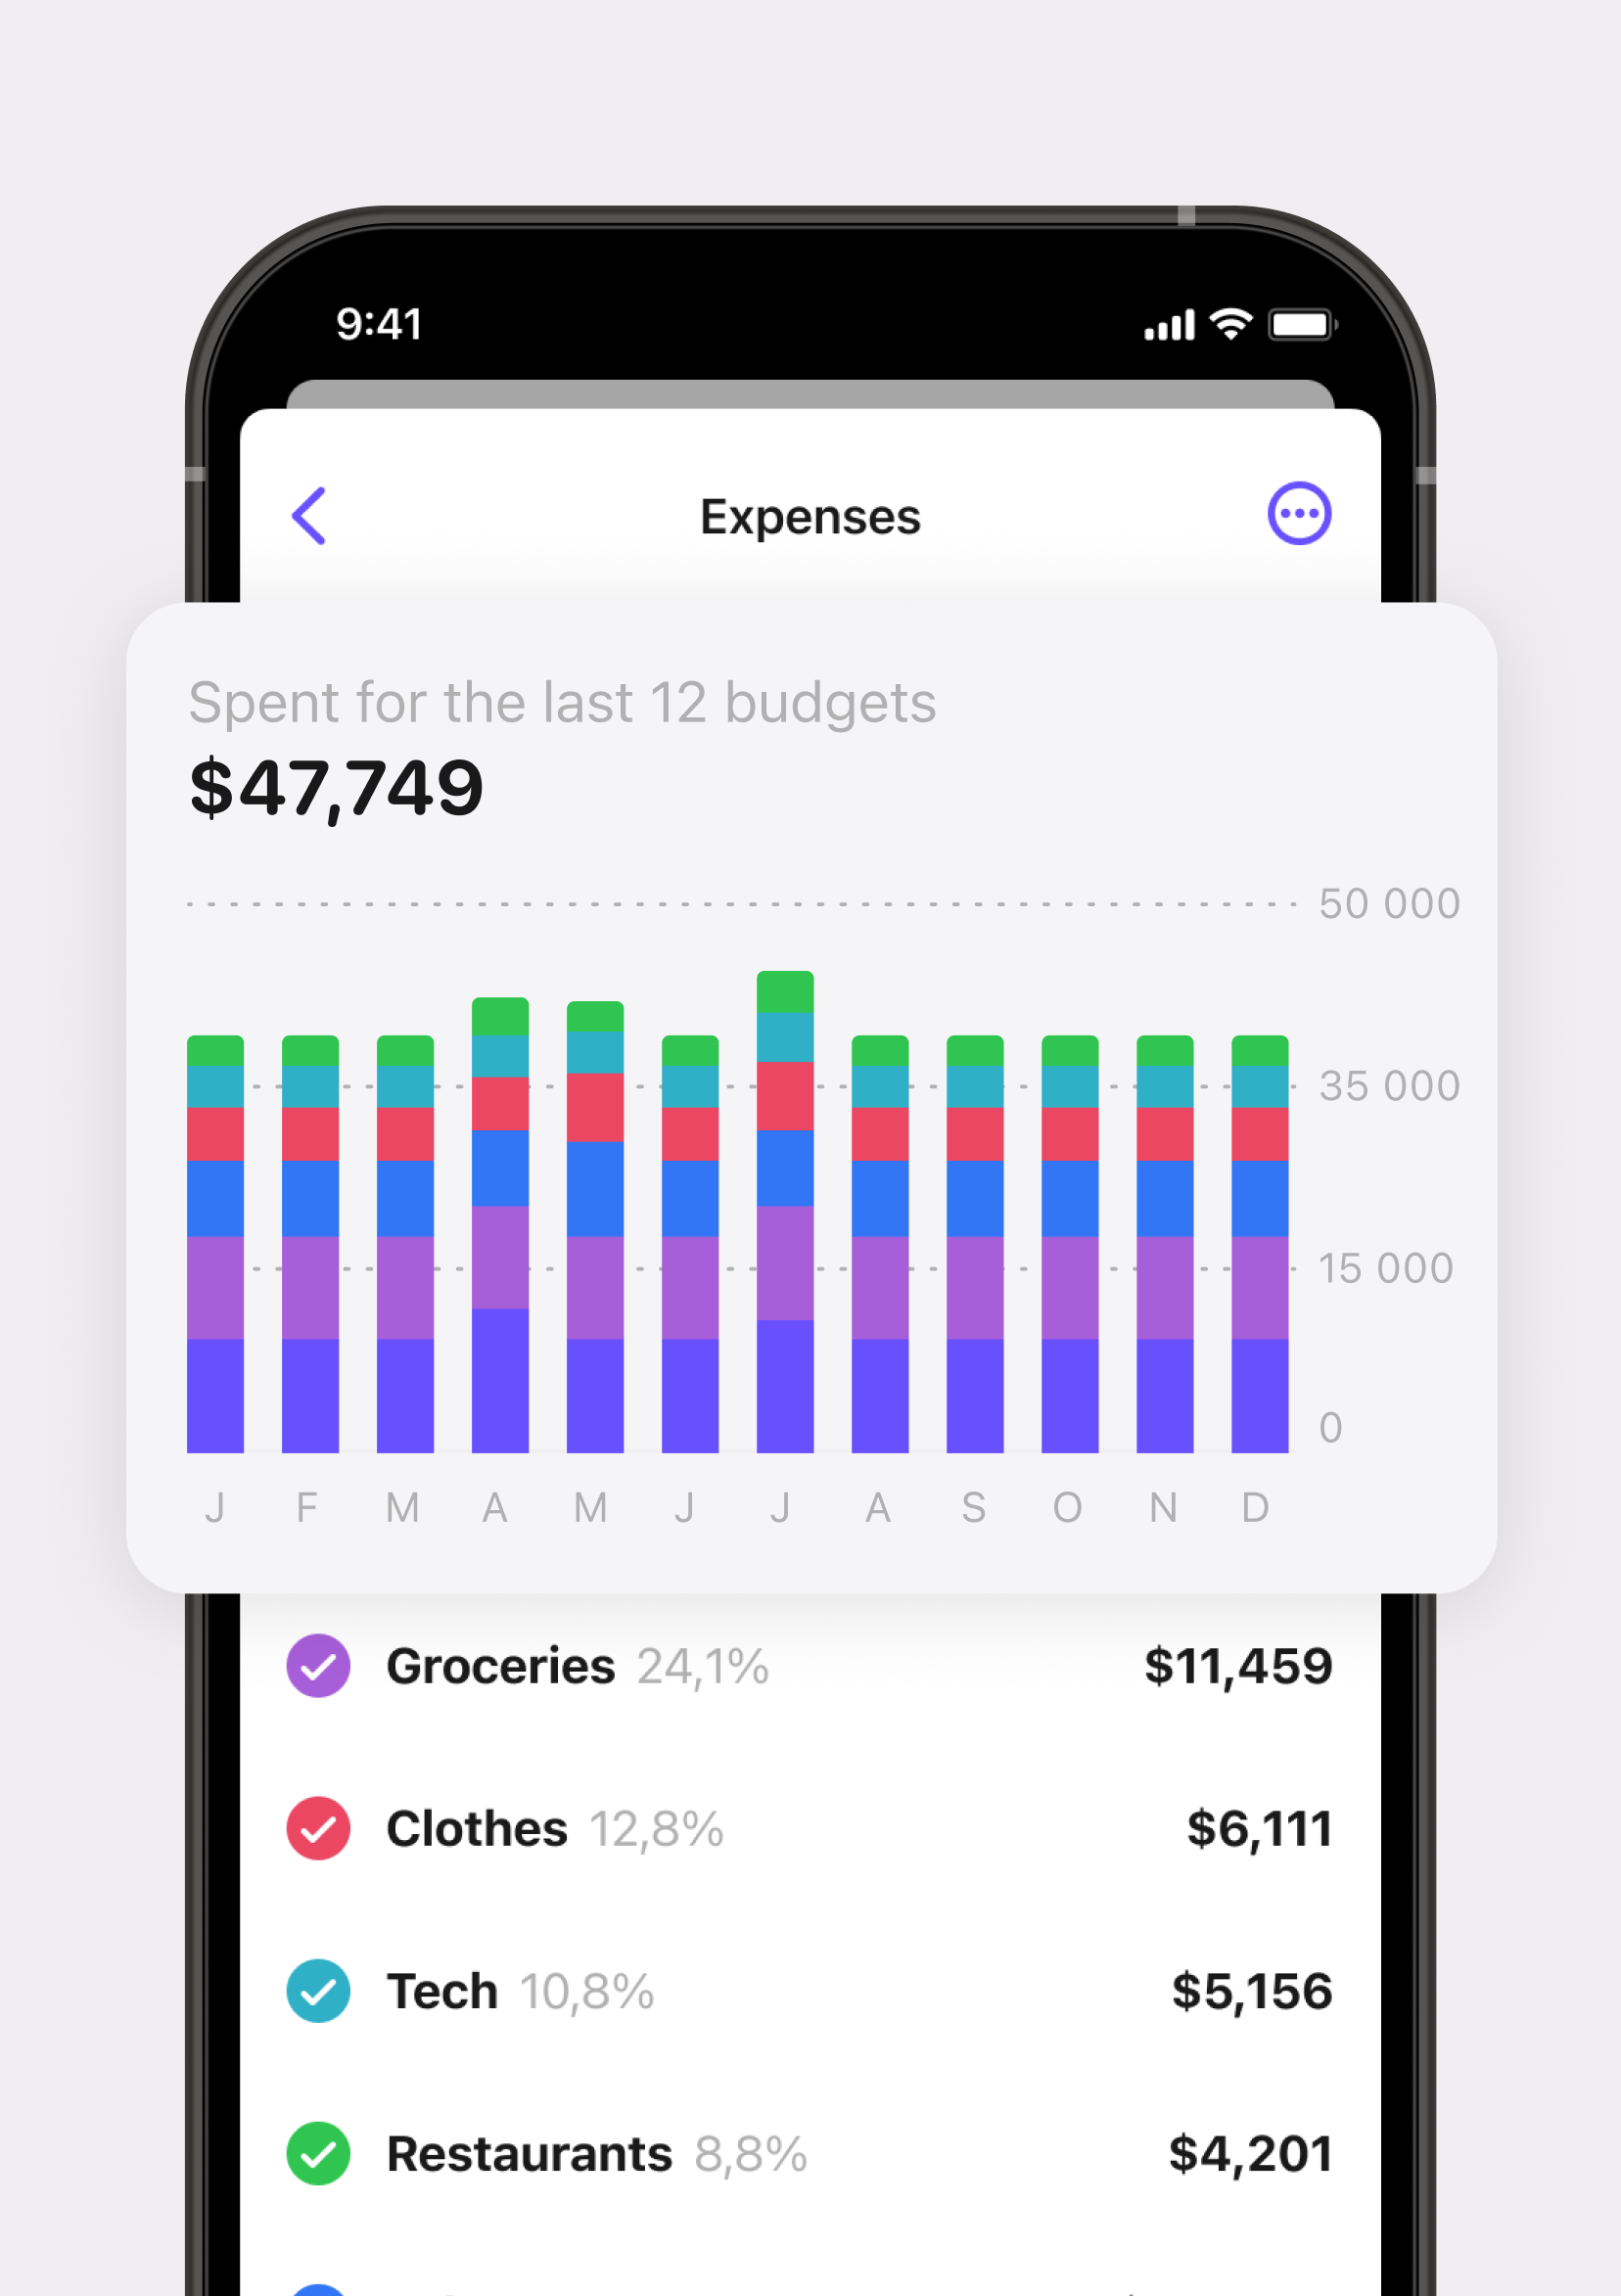 9:41
Expenses
Spent for the last 12 budgets
$47,749
50 000
35 000
15 000
0
J F M A M J J A S O N D
Groceries 24,1% $11,459
Clothes 12,8% $6,111
Tech 10,8% $5,156
Restaurants 8,8% $4,201